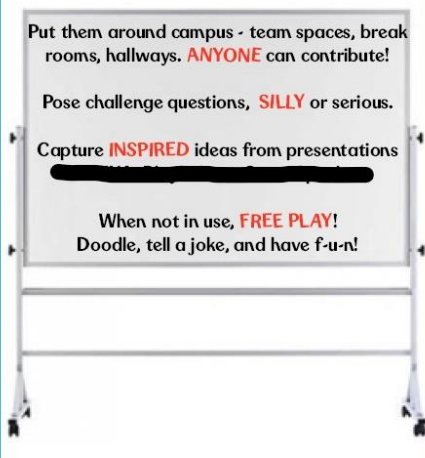 Put them around campus - team spaces, break
rooms, hallways. ANYONE can contribute!
Pose challenge questions, SILLY or serious.
Capture INSPIRED ideas from presentations
When not in use, FREE PLAY!
Doodle, tell a joke, and have f-u-n!